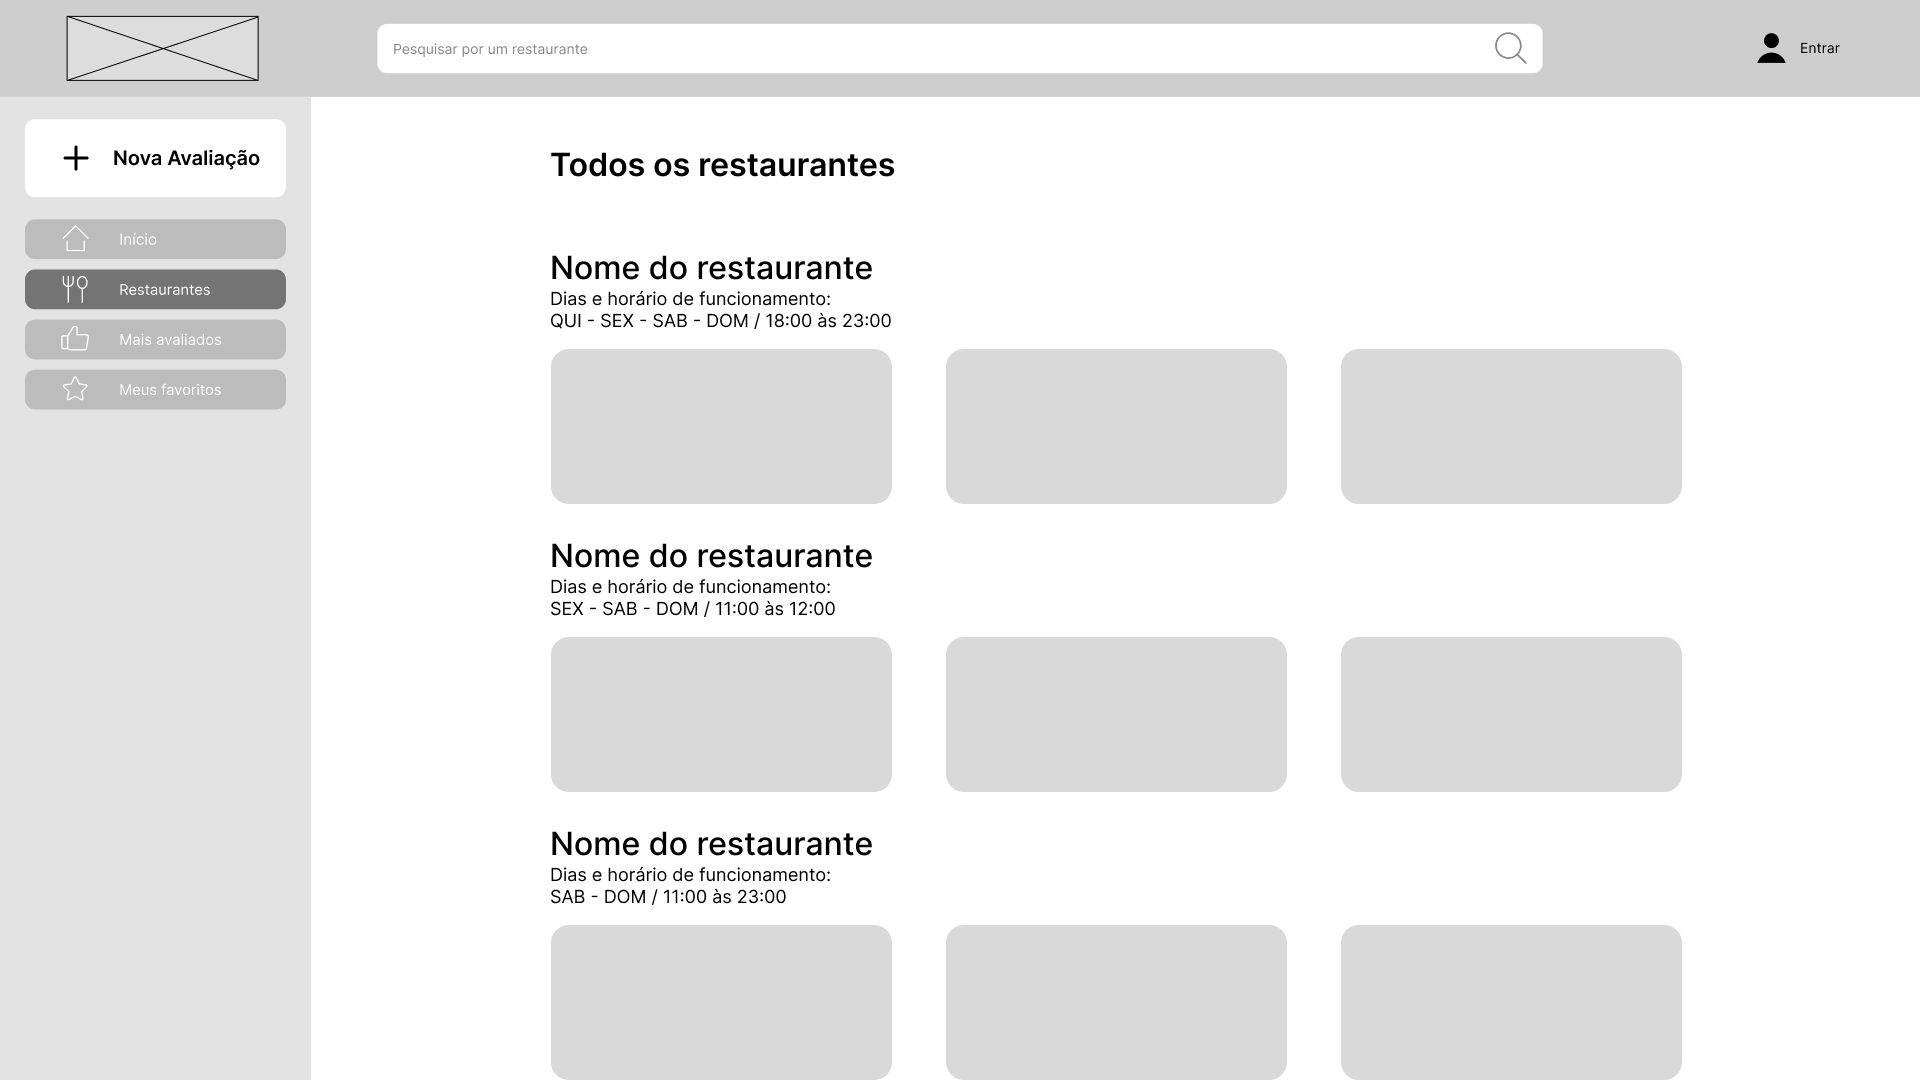 Pesquisar por um restaurante
Entrar
Nova Avaliação
Início
Restaurantes
Mais avaliados
Meus favoritos
Todos os restaurantes
Nome do restaurante
Dias e horário de funcionamento:
QUI - SEX - SAB - DOM / 18:00 às 23:00
Nome do restaurante
Dias e horário de funcionamento:
SEX - SAB - DOM / 11:00 às 12:00
Nome do restaurante
Dias e horário de funcionamento:
SAB - DOM / 11:00 às 23:00